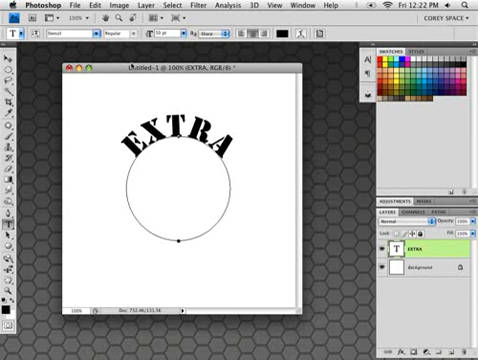 Photoshop File Edit Image Layer Select Filter Analysis 3D View Window Help Fri 12:22 PM COREY SPACE
100%
Stencil Regular 50 pt Sharp
Untitled-1 @ 100% (EXTRA, RGB/8) *
EXTRA
100% Doc: 732.4K/131.5K
SWATCHES STYLES
ADJUSTMENTS MASKS
LAYERS CHANNELS PATHS
Normal Opacity: 100%
Lock: Fill: 100%
T EXTRA
Background